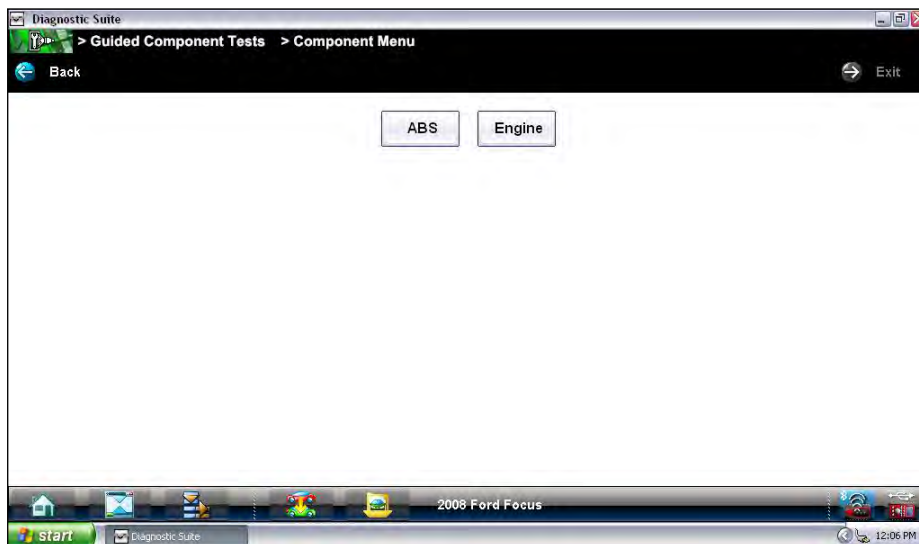 Diagnostic Suite
> Guided Component Tests > Component Menu
Back
Exit
ABS
Engine
2008 Ford Focus
start
Diagnostic Suite
12:06 PM